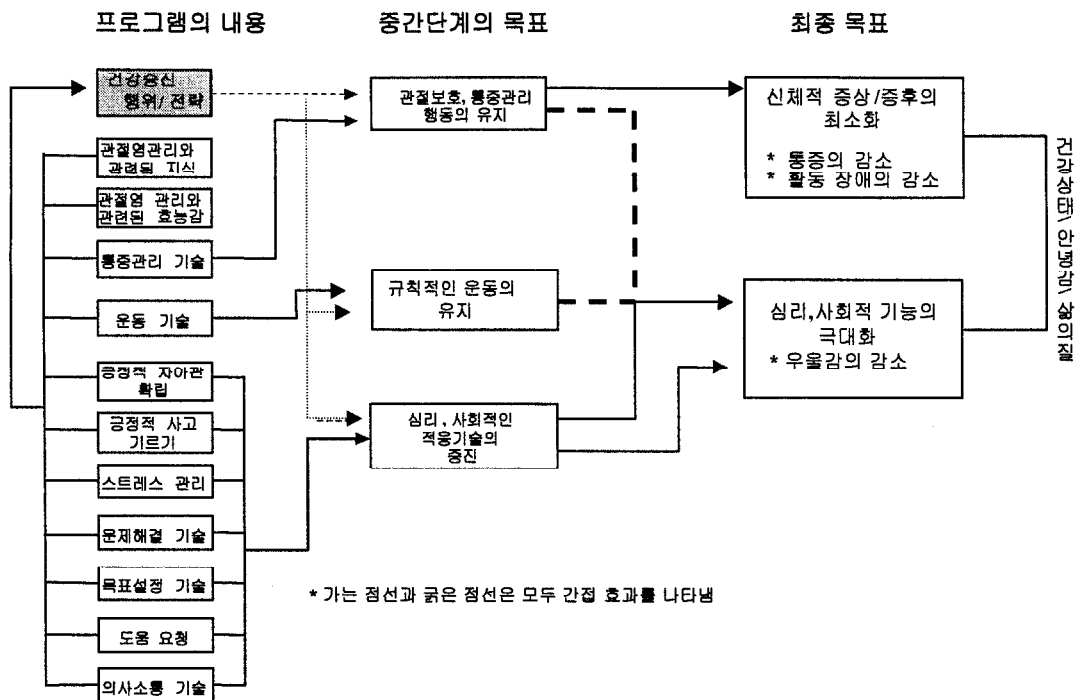 프로그램의 내용
중간단계의 목표
최종 목표
건강증진
행위/ 전략
관절염관리와
관련된 지식
관절염 관리와
관련된 효능감
통증관리 기술
운동 기술
긍정적 자아관
확립
긍정적 사고
기르기
스트레스 관리
문제해결 기술
목표설정 기술
도움 요청
의사소통 기술
관절보호, 통증관리
행동의 유지
규칙적인 운동의
유지
심리, 사회적인
적응기술의
증진
* 가는 점선과 굵은 점선은 모두 간접 효과를 나타냄
신체적 증상/증후의
최소화
* 통증의 감소
* 활동 장애의 감소
심리,사회적 기능의
극대화
* 우울감의 감소
건강상태/안녕감/삶의질